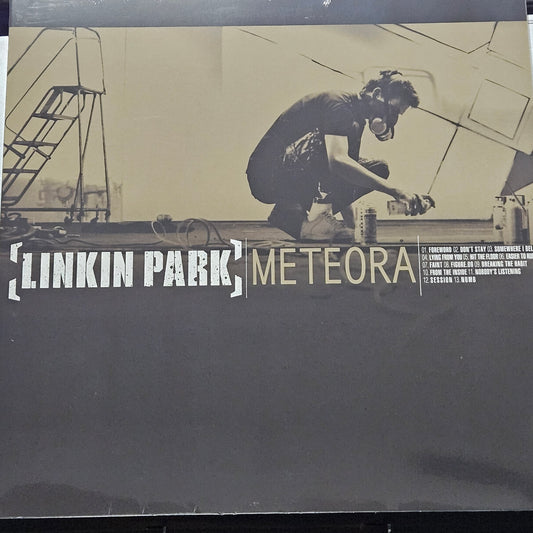 [LINKIN PARK]
METEORA
01. FOREWORD 02. DON'T STAY 03. SOMEWHERE I BEL
04. LYING FROM YOU 05. HIT THE FLOOR 06. EASIER TO RU
07. FAINT 08. FIGURE.09 09. BREAKING THE HABIT
10. FROM THE INSIDE 11. NOBODY'S LISTENING
12. SESSION 13. NUMB